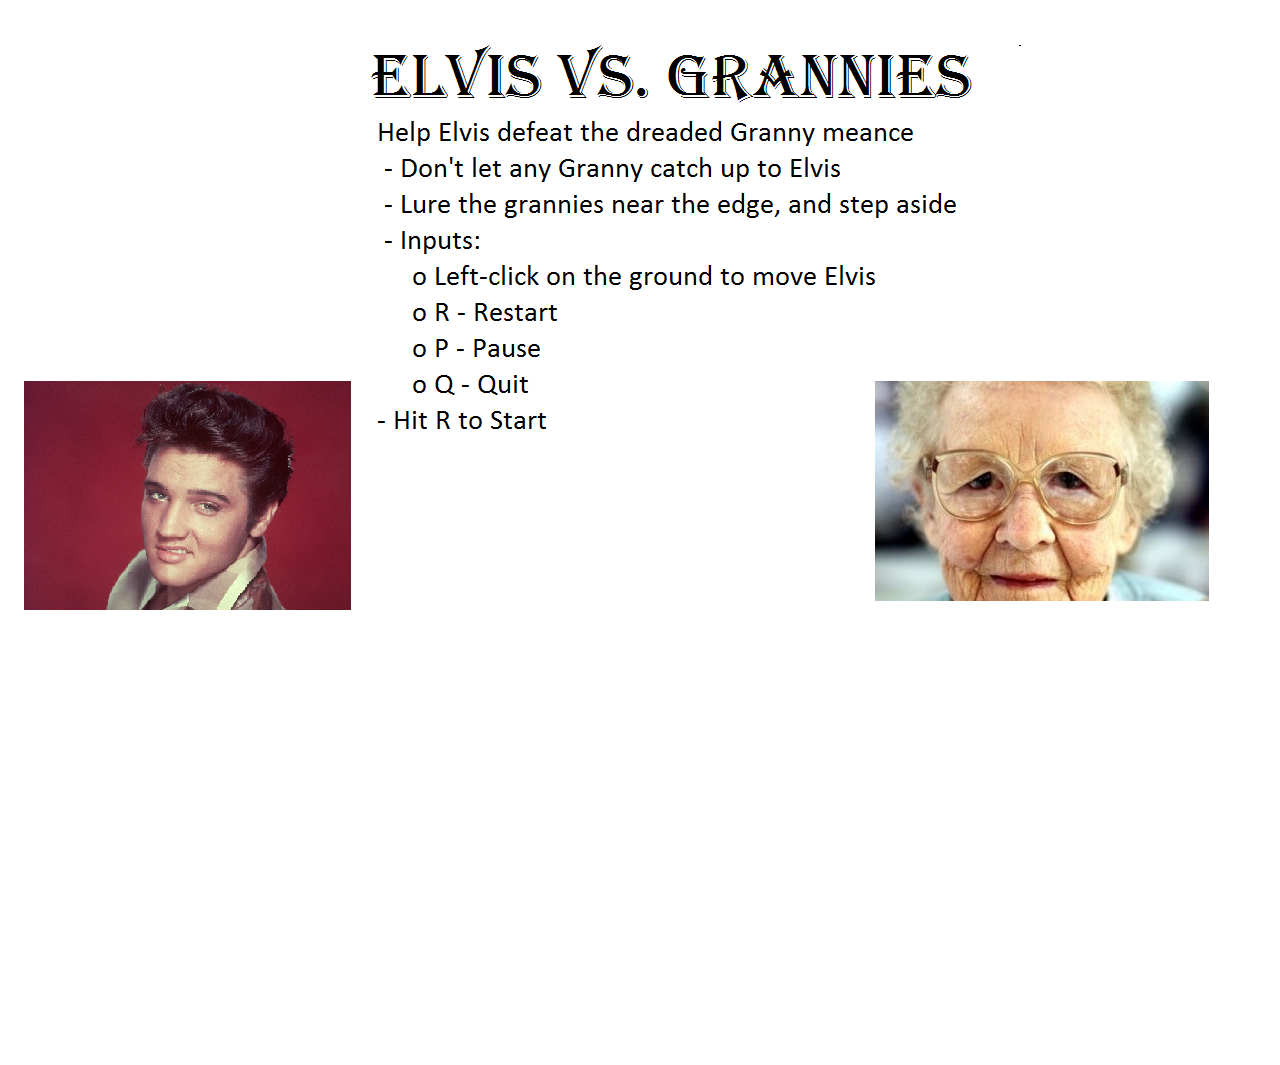 ELVIS VS. GRANNIES
Help Elvis defeat the dreaded Granny meance
- Don't let any Granny catch up to Elvis
- Lure the grannies near the edge, and step aside
- Inputs:
o Left-click on the ground to move Elvis
o R - Restart
o P - Pause
o Q - Quit
- Hit R to Start